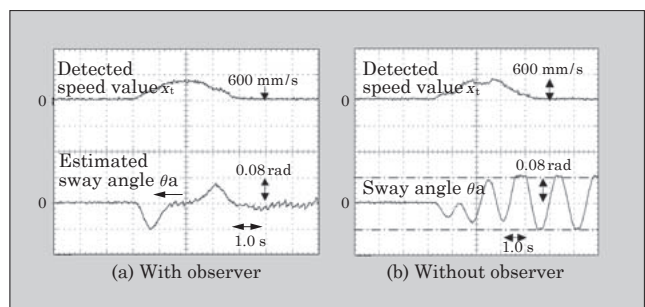 Detected
speed value xt
600 mm/s
0
Estimated
sway angle θa
0.08 rad
0
1.0 s
(a) With observer
Detected
speed value xt
600 mm/s
0
Sway angle θa
0.08 rad
0
1.0 s
(b) Without observer